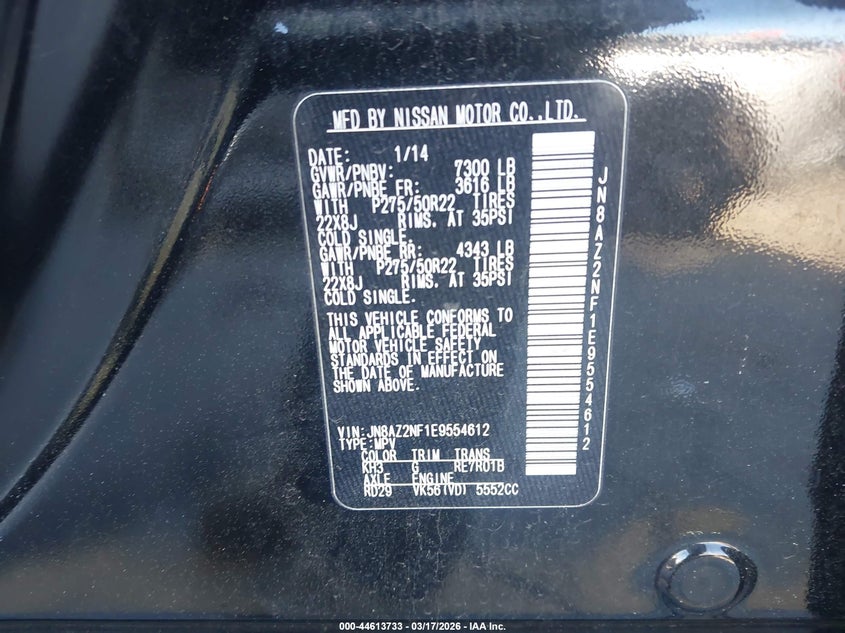 MFD BY NISSAN MOTOR CO.,LTD.
DATE: 1/14
GVWR/PNBV: 7300 LB
GAWR/PNBE FR: 3616 LB
WITH P275/50R22 TIRES
22X8J RIMS. AT 35PSI
COLD SINGLE.
GAWR/PNBE RR: 4343 LB
WITH P275/50R22 TIRES
22X8J RIMS. AT 35PSI
COLD SINGLE.
THIS VEHICLE CONFORMS TO
ALL APPLICABLE FEDERAL
MOTOR VEHICLE SAFETY
STANDARDS IN EFFECT ON
THE DATE OF MANUFACTURE
SHOWN ABOVE.
VIN:JN8AZ2NF1E9554612
TYPE:MPV
COLOR TRIM TRANS
KH3 G RE7R01B
AXLE ENGINE
RD29 VK56(VD) 5552CC
JN8AZ2NF1E9554612
000-44613733 - 03/17/2026 - IAA Inc.